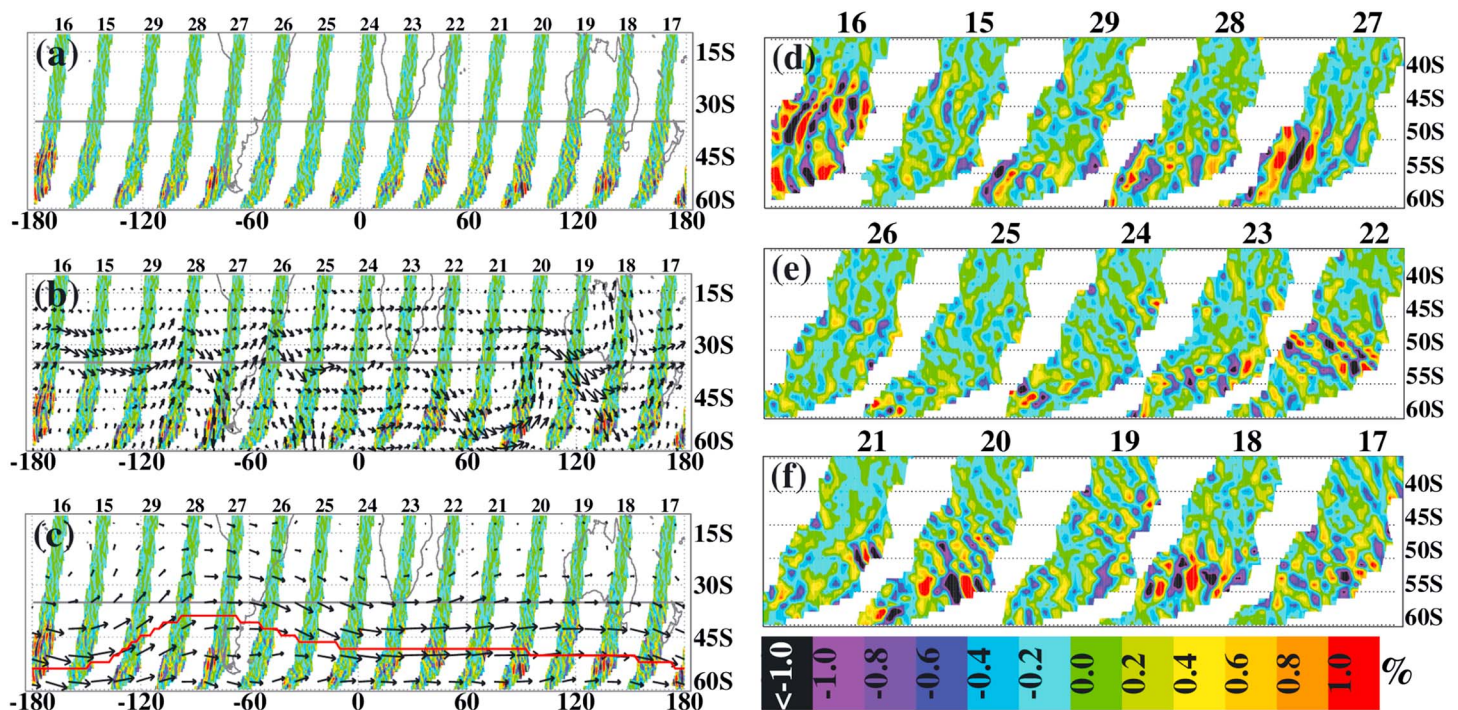 16 15 29 28 27 26 25 24 23 22 21 20 19 18 17
(a)
15S
30S
45S
60S
-180 -120 -60 0 60 120 180
16 15 29 28 27 26 25 24 23 22 21 20 19 18 17
(b)
15S
30S
45S
60S
-180 -120 -60 0 60 120 180
16 15 29 28 27 26 25 24 23 22 21 20 19 18 17
(c)
15S
30S
45S
60S
-180 -120 -60 0 60 120 180
16 15 29 28 27
(d)
40S
45S
50S
55S
60S
26 25 24 23 22
(e)
40S
45S
50S
55S
60S
21 20 19 18 17
(f)
40S
45S
50S
55S
60S
<-1.0 -1.0 -0.8 -0.6 -0.4 -0.2 0.0 0.2 0.4 0.6 0.8 1.0 %